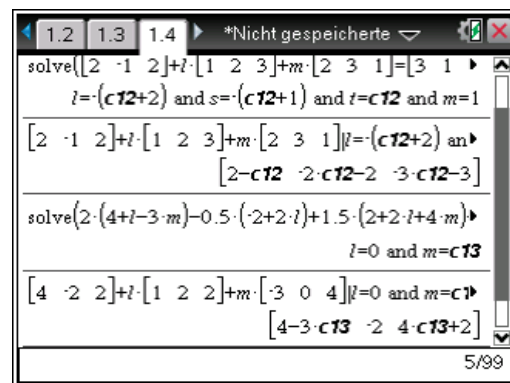 1.2 1.3 1.4 *Nicht gespeicherte
solve([2 -1 2]+l·[1 2 3]+m·[2 3 1]=[3 1
l=-(c12+2) and s=-(c12+1) and t=c12 and m=1
[2 -1 2]+l·[1 2 3]+m·[2 3 1]|l=-(c12+2) an
[2-c12 -2·c12-2 -3·c12-3]
solve(2·(4+l-3·m)-0.5·(-2+2·l)+1.5·(2+2·l+4·m)
l=0 and m=c13
[4 -2 2]+l·[1 2 2]+m·[-3 0 4]|l=0 and m=c1
[4-3·c13 -2 4·c13+2]
5/99